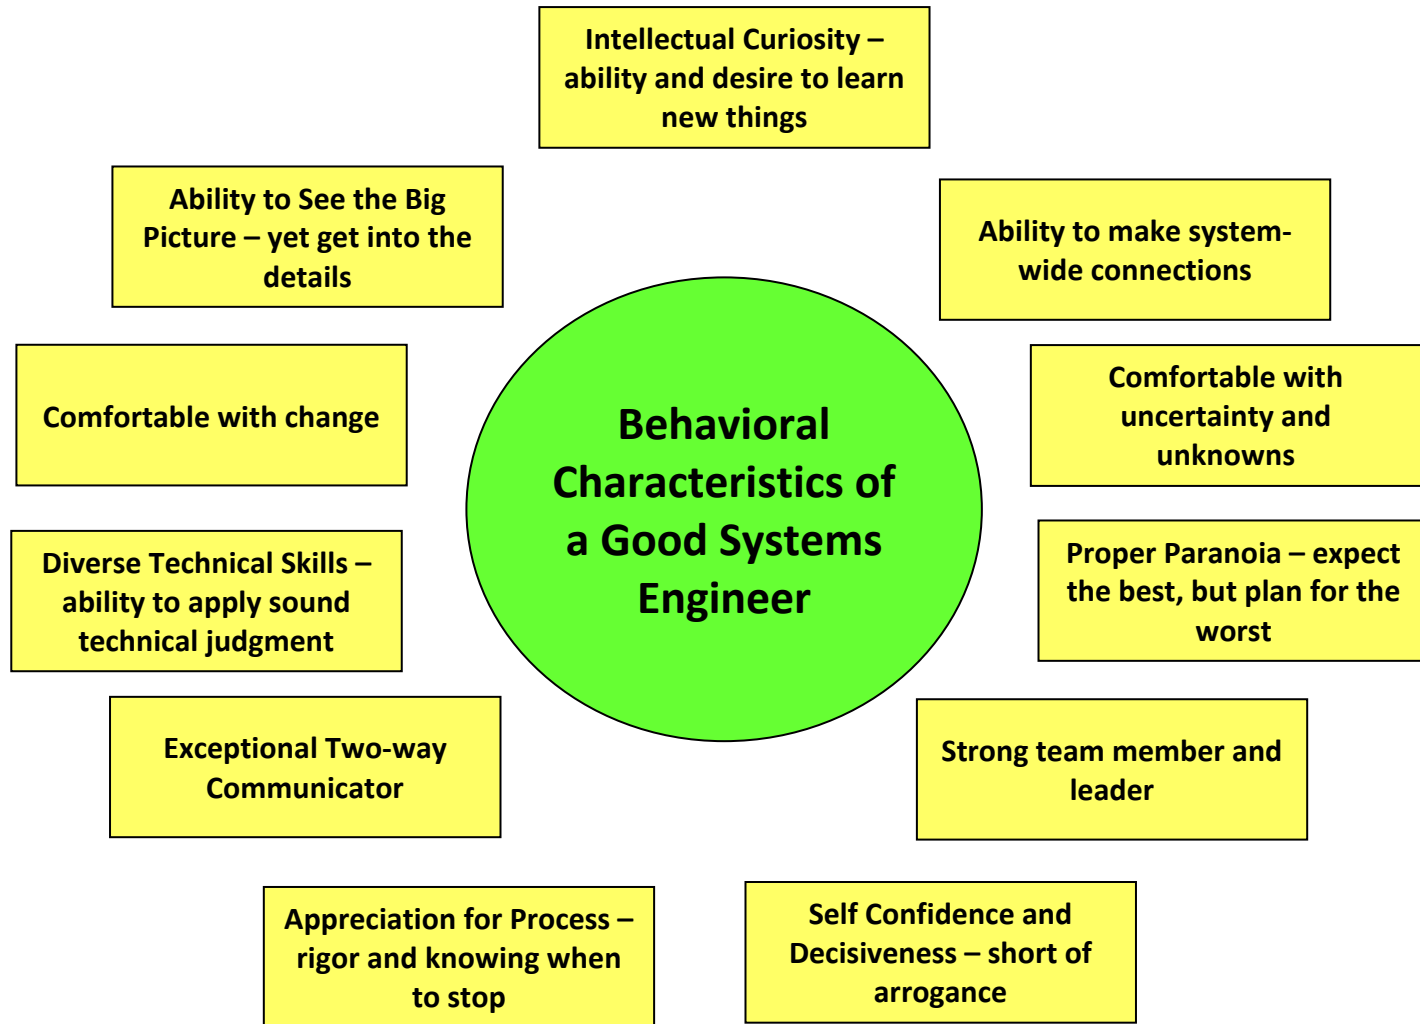 Intellectual Curiosity –
ability and desire to learn
new things
Ability to See the Big
Picture – yet get into the
details
Ability to make system-
wide connections
Comfortable with change
Comfortable with
uncertainty and
unknowns
Behavioral
Characteristics of
a Good Systems
Engineer
Diverse Technical Skills –
ability to apply sound
technical judgment
Proper Paranoia – expect
the best, but plan for the
worst
Exceptional Two-way
Communicator
Strong team member and
leader
Appreciation for Process –
rigor and knowing when
to stop
Self Confidence and
Decisiveness – short of
arrogance